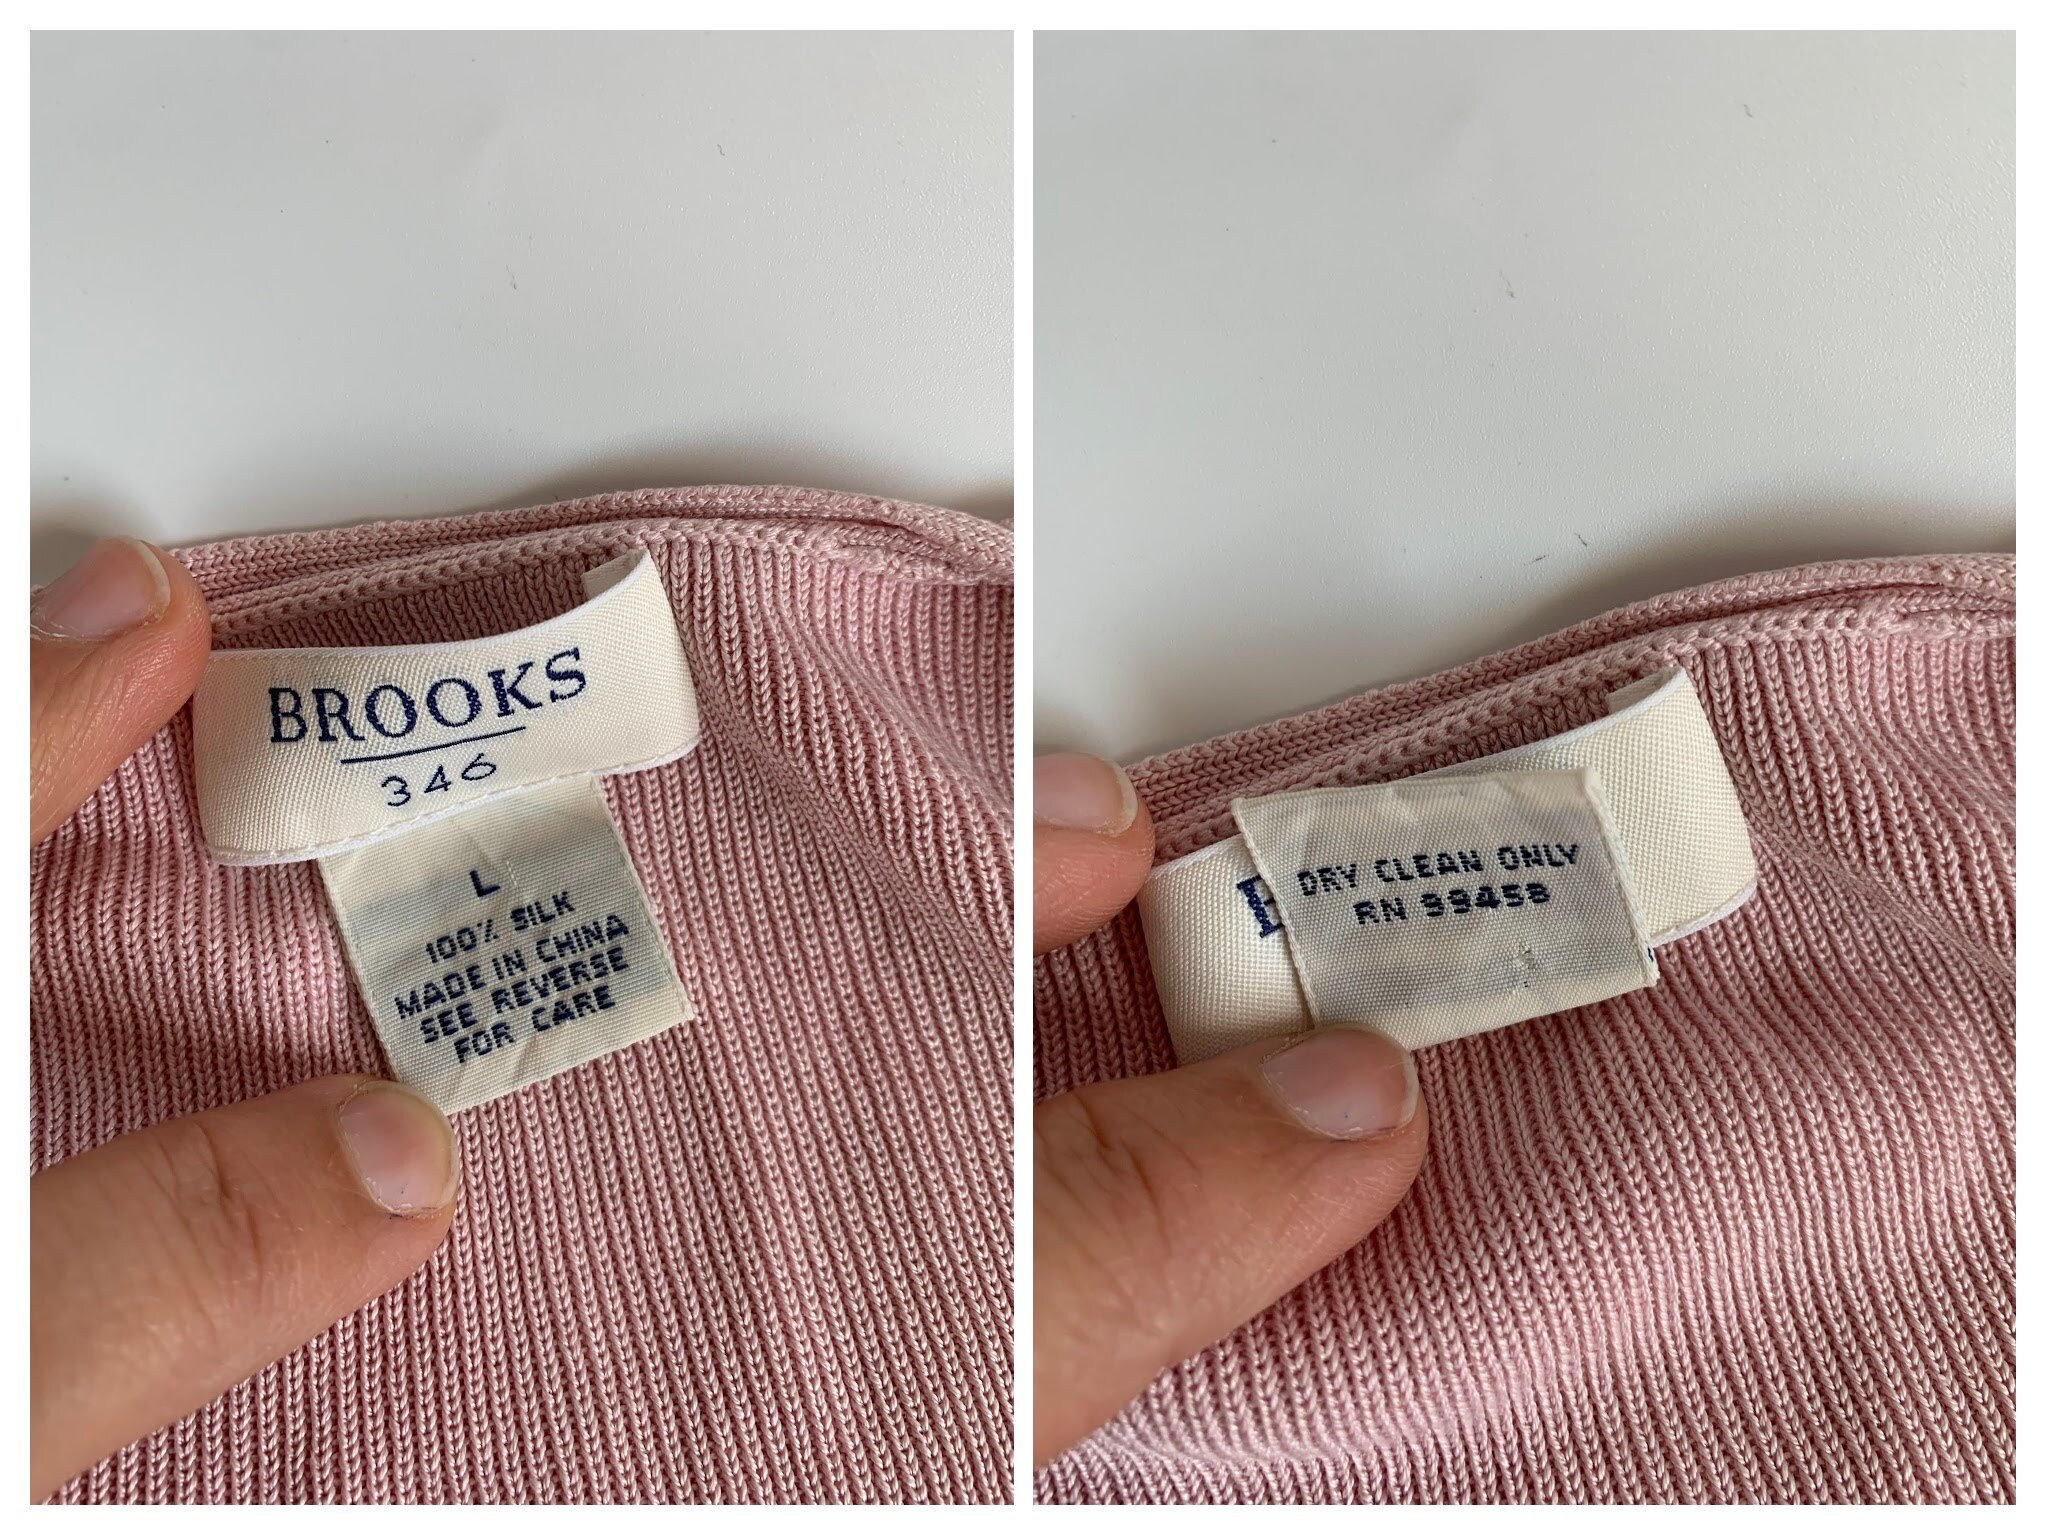 BROOKS
346
L
100% SILK
MADE IN CHINA
SEE REVERSE
FOR CARE
DRY CLEAN ONLY
RN 99458